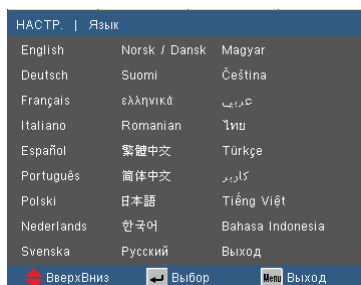 НАСТР. | Язык
English Norsk / Dansk Magyar
Deutsch Suomi Čeština
Français ελληνικά عربي
Italiano Romanian ไทย
Español 繁體中文 Türkçe
Português 简体中文 کاربر
Polski 日本語 Tiếng Việt
Nederlands 한국어 Bahasa Indonesia
Svenska Русский Выход
ВверхВниз Выбор Menu Выход